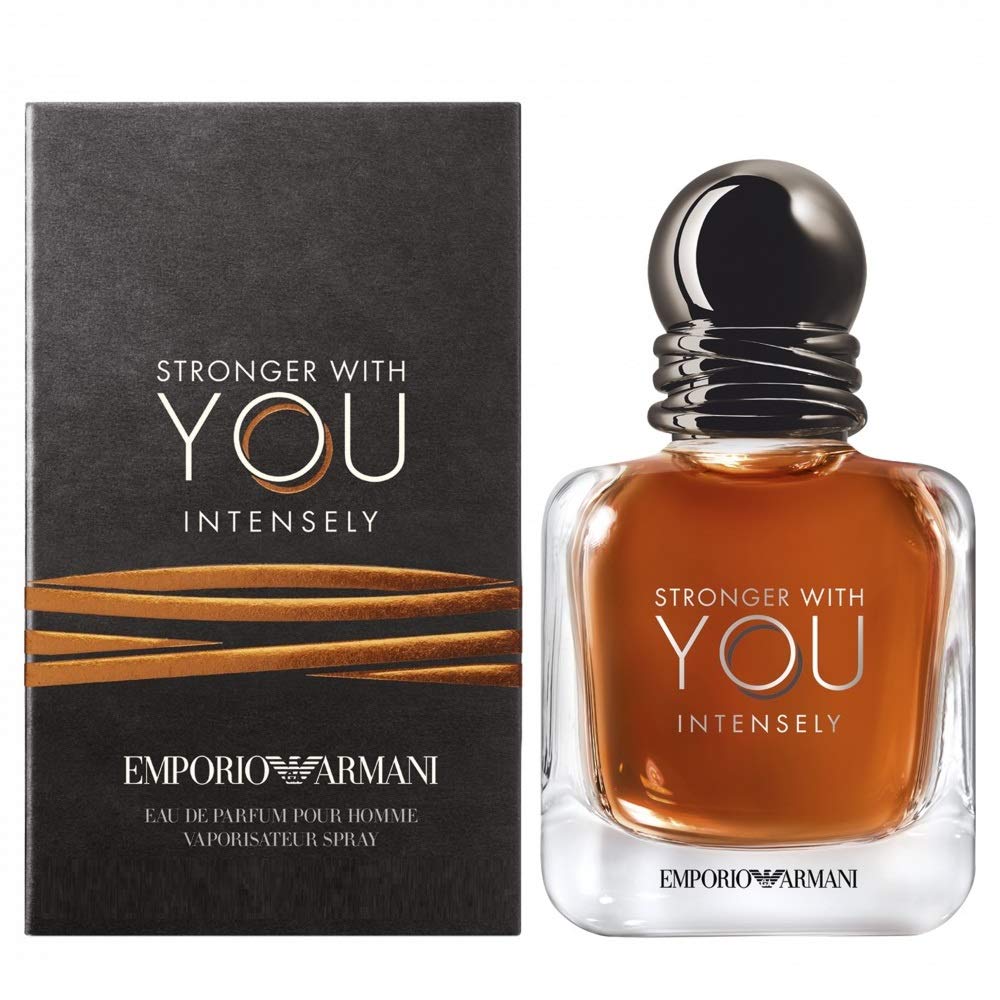 STRONGER WITH
YOU
INTENSELY
EMPORIO ARMANI
EAU DE PARFUM POUR HOMME
VAPORISATEUR SPRAY
STRONGER WITH
YOU
INTENSELY
EMPORIO ARMANI